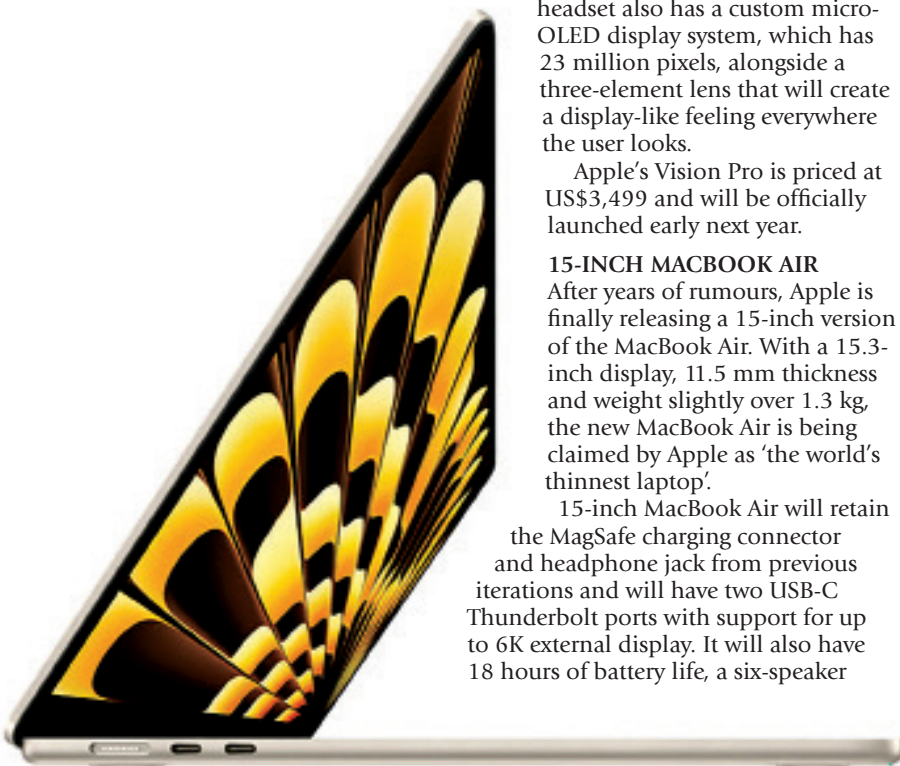 headset also has a custom micro-
OLED display system, which has
23 million pixels, alongside a
three-element lens that will create
a display-like feeling everywhere
the user looks.
Apple’s Vision Pro is priced at
US$3,499 and will be officially
launched early next year.
15-INCH MACBOOK AIR
After years of rumours, Apple is
finally releasing a 15-inch version
of the MacBook Air. With a 15.3-
inch display, 11.5 mm thickness
and weight slightly over 1.3 kg,
the new MacBook Air is being
claimed by Apple as ‘the world’s
thinnest laptop’.
15-inch MacBook Air will retain
the MagSafe charging connector
and headphone jack from previous
iterations and will have two USB-C
Thunderbolt ports with support for up
to 6K external display. It will also have
18 hours of battery life, a six-speaker